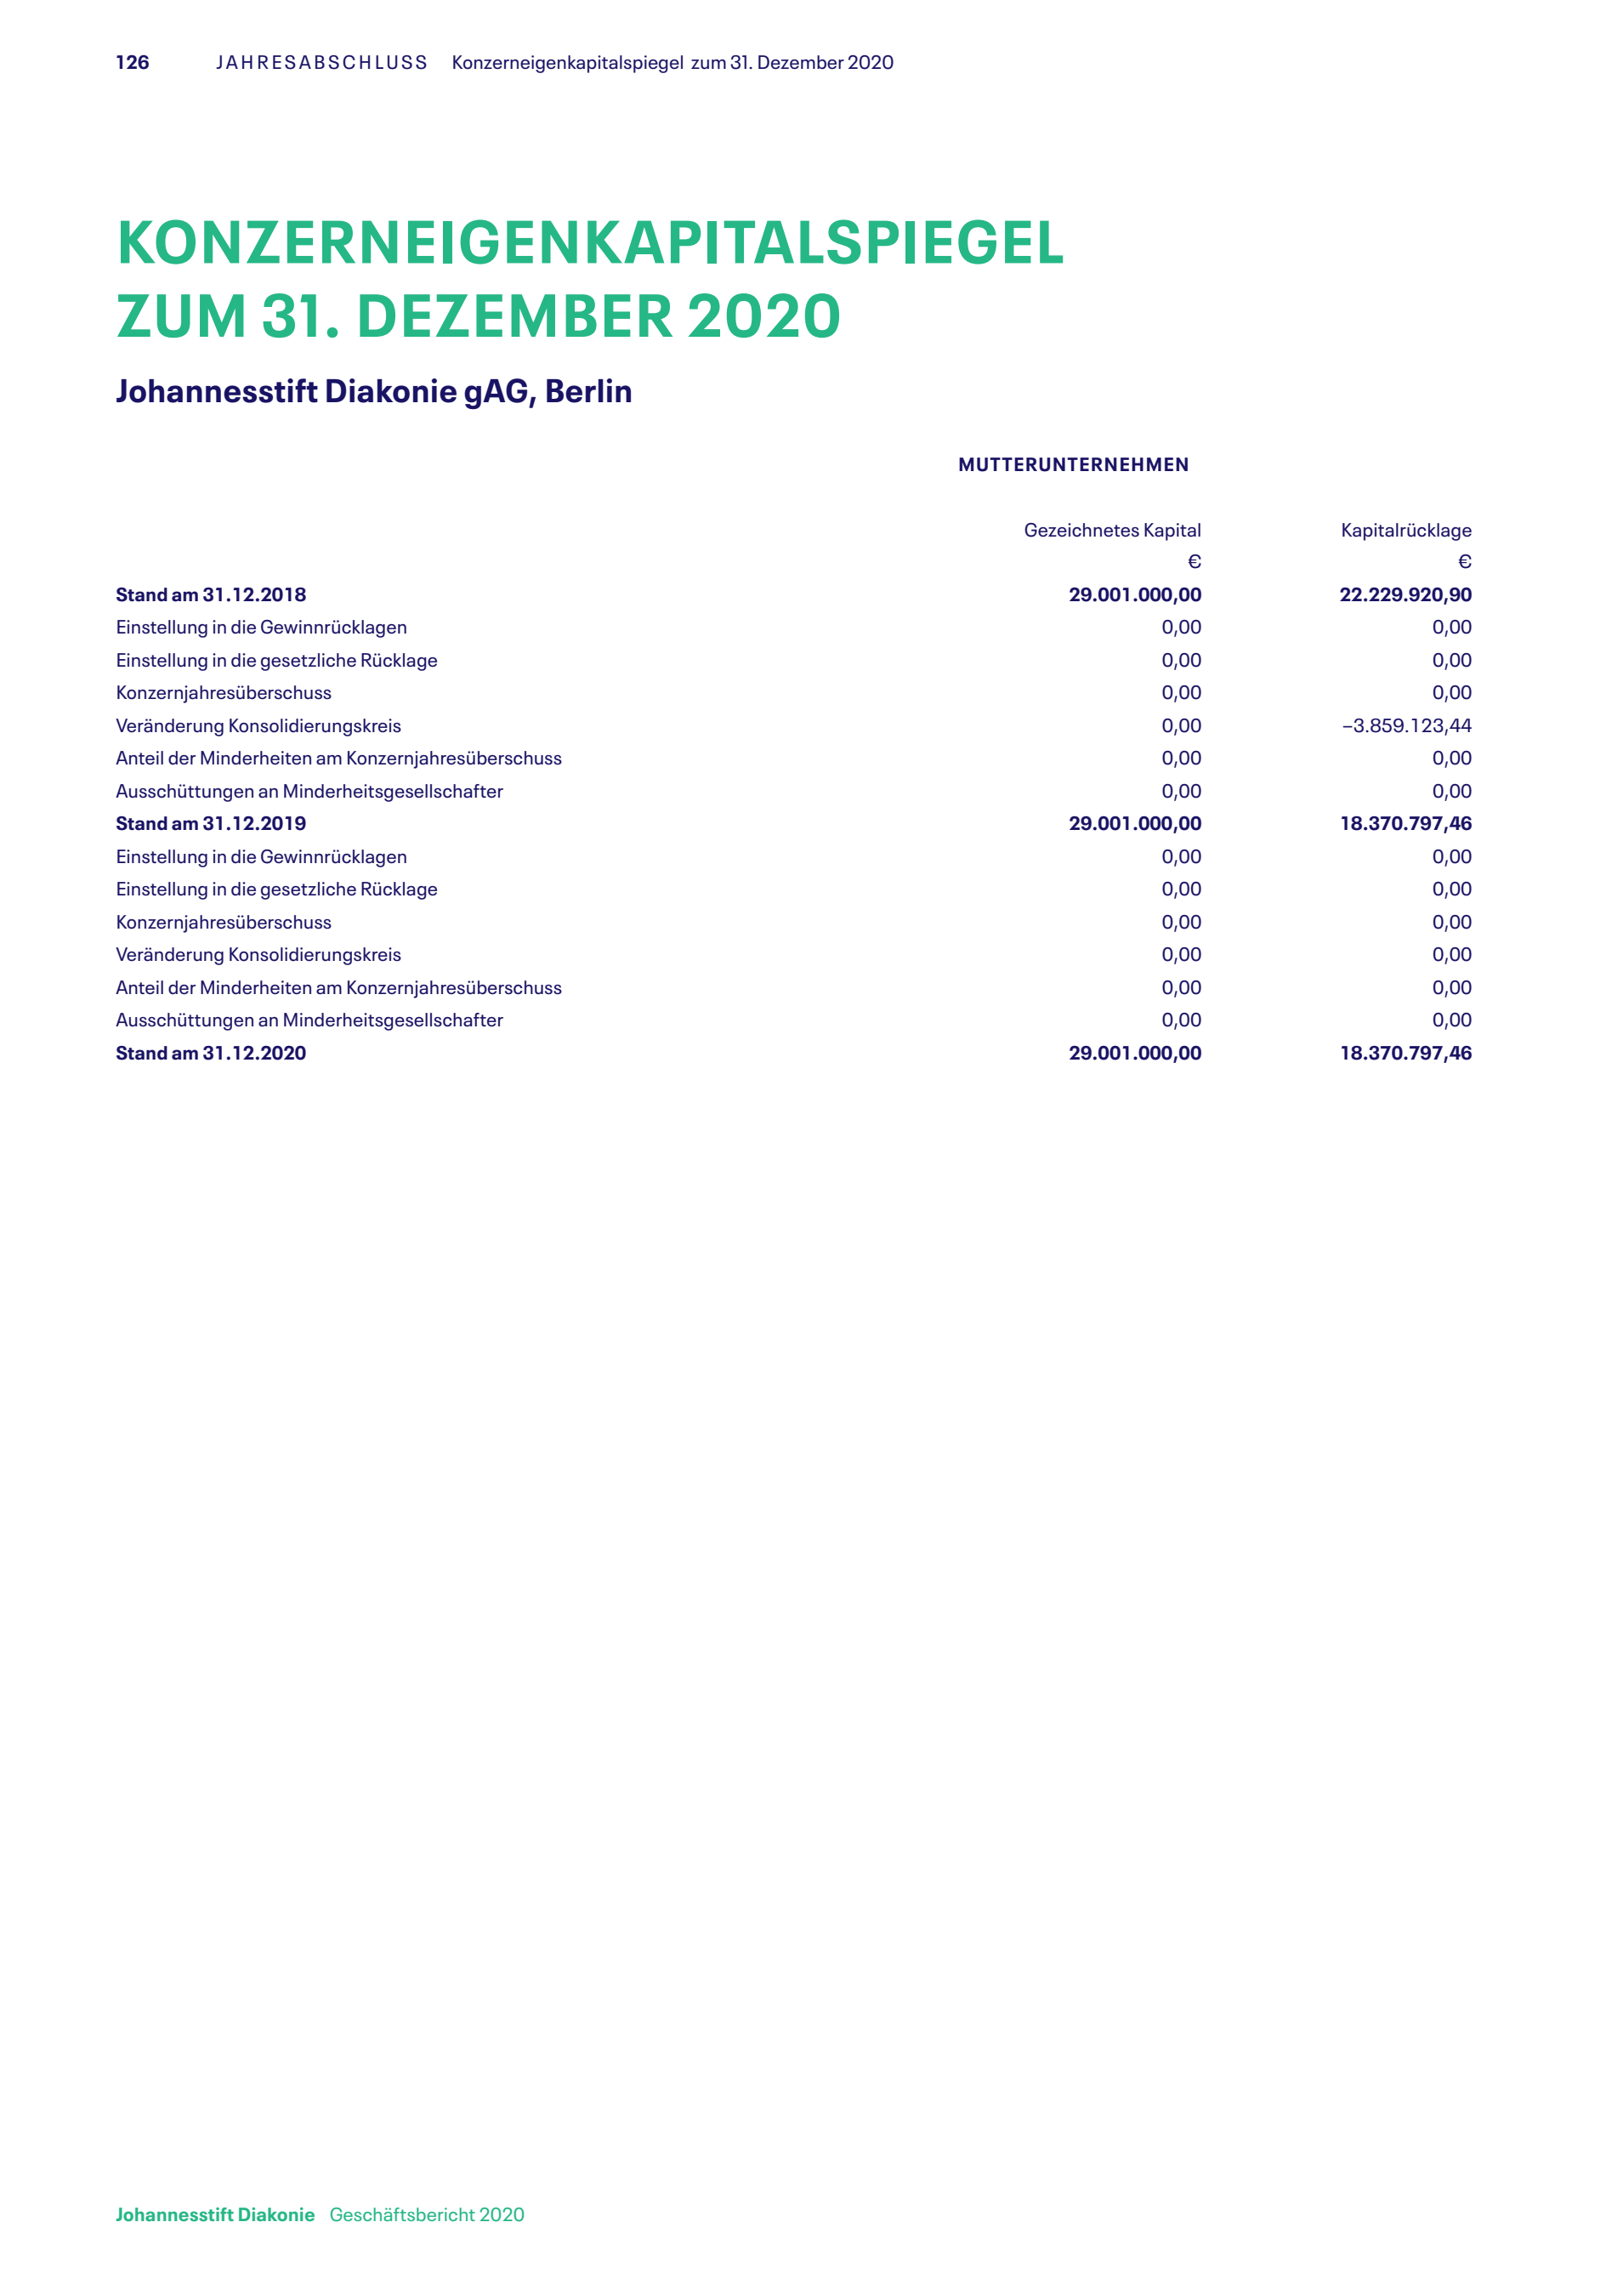 126 JAHRESABSCHLUSS Konzerneigenkapitalspiegel zum 31. Dezember 2020
KONZERNEIGENKAPITALSPIEGEL
ZUM 31. DEZEMBER 2020
Johannesstift Diakonie gAG, Berlin
MUTTERUNTERNEHMEN
Gezeichnetes Kapital Kapitalrücklage
€ €
Stand am 31.12.2018 29.001.000,00 22.229.920,90
Einstellung in die Gewinnrücklagen 0,00 0,00
Einstellung in die gesetzliche Rücklage 0,00 0,00
Konzernjahresüberschuss 0,00 0,00
Veränderung Konsolidierungskreis 0,00 –3.859.123,44
Anteil der Minderheiten am Konzernjahresüberschuss 0,00 0,00
Ausschüttungen an Minderheitsgesellschafter 0,00 0,00
Stand am 31.12.2019 29.001.000,00 18.370.797,46
Einstellung in die Gewinnrücklagen 0,00 0,00
Einstellung in die gesetzliche Rücklage 0,00 0,00
Konzernjahresüberschuss 0,00 0,00
Veränderung Konsolidierungskreis 0,00 0,00
Anteil der Minderheiten am Konzernjahresüberschuss 0,00 0,00
Ausschüttungen an Minderheitsgesellschafter 0,00 0,00
Stand am 31.12.2020 29.001.000,00 18.370.797,46
Johannesstift Diakonie Geschäftsbericht 2020